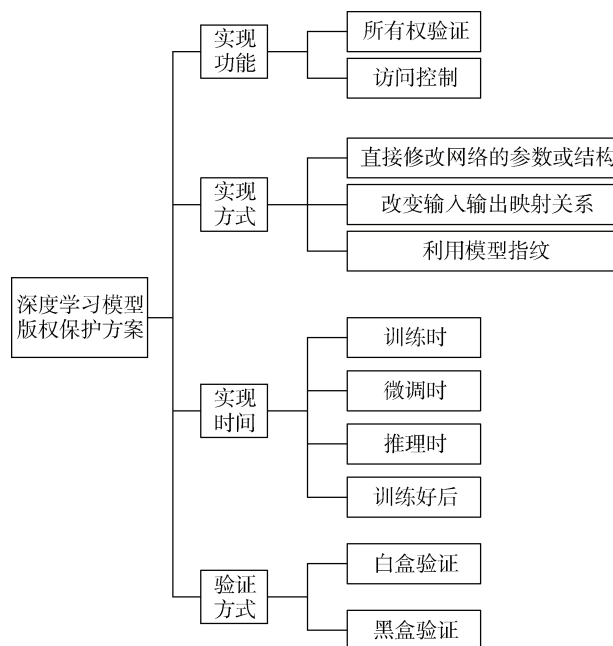 深度学习模型
版权保护方案
实现
功能
所有权验证
访问控制
实现
方式
直接修改网络的参数或结构
改变输入输出映射关系
利用模型指纹
实现
时间
训练时
微调时
推理时
训练好后
验证
方式
白盒验证
黑盒验证